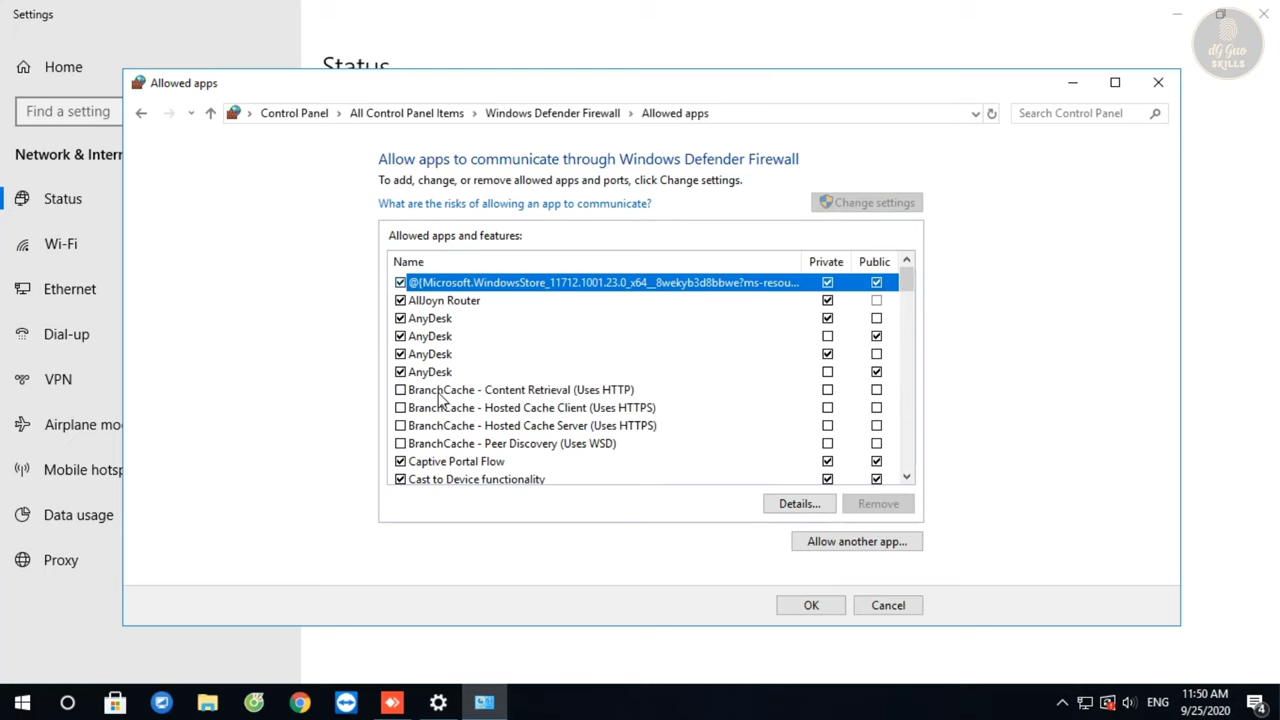 Settings
dG Guo
SKILLS
Home
Status
Find a setting
Allowed apps
Control Panel
All Control Panel Items
Windows Defender Firewall
Allowed apps
Search Control Panel
Network & Inter
Allow apps to communicate through Windows Defender Firewall
To add, change, or remove allowed apps and ports, click Change settings.
Status
What are the risks of allowing an app to communicate?
Change settings
Wi-Fi
Allowed apps and features:
Name Private Public
Ethernet
@{Microsoft.WindowsStore_11712.1001.23.0_x64__8wekyb3d8bbwe?ms-resou...
AllJoyn Router
AnyDesk
Dial-up
AnyDesk
AnyDesk
AnyDesk
VPN
BranchCache - Content Retrieval (Uses HTTP)
BranchCache - Hosted Cache Client (Uses HTTPS)
Airplane mo
BranchCache - Hosted Cache Server (Uses HTTPS)
BranchCache - Peer Discovery (Uses WSD)
Captive Portal Flow
Mobile hotsp
Cast to Device functionality
Details...
Remove
Data usage
Allow another app...
Proxy
OK
Cancel
ENG
11:50 AM
9/25/2020
4